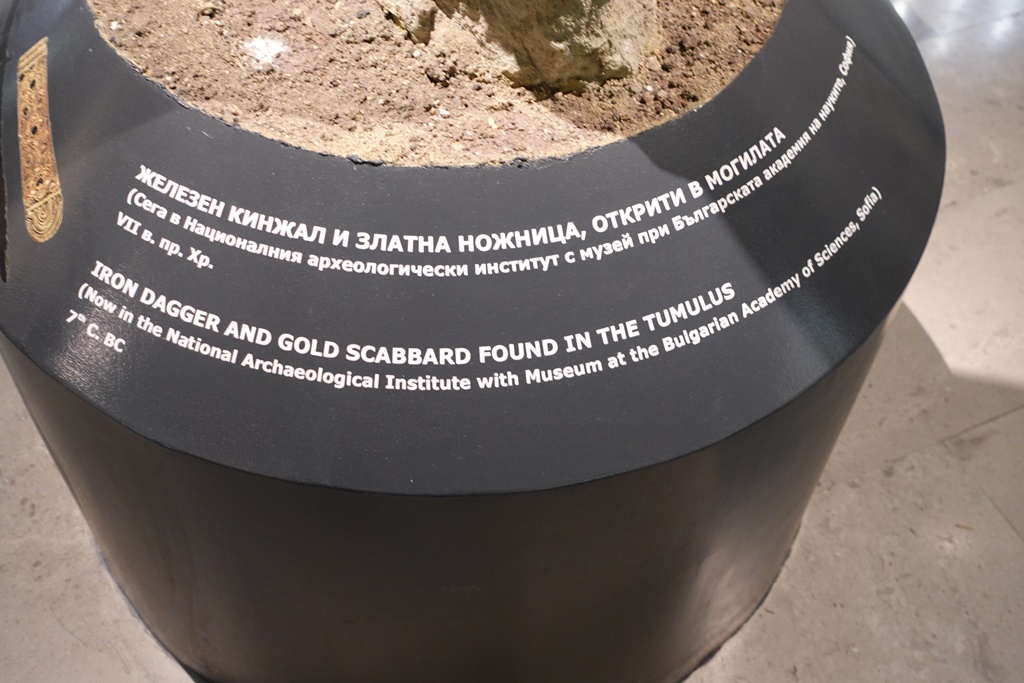 ЖЕЛЕЗЕН КИНЖАЛ И ЗЛАТНА НОЖНИЦА, ОТКРИТИ В МОГИЛАТА
(Сега в Националния археологически институт с музей при Българската академия на науките, София)
VII в. пр. Хр.
IRON DAGGER AND GOLD SCABBARD FOUND IN THE TUMULUS
(Now in the National Archaeological Institute with Museum at the Bulgarian Academy of Sciences, Sofia)
7th C. BC